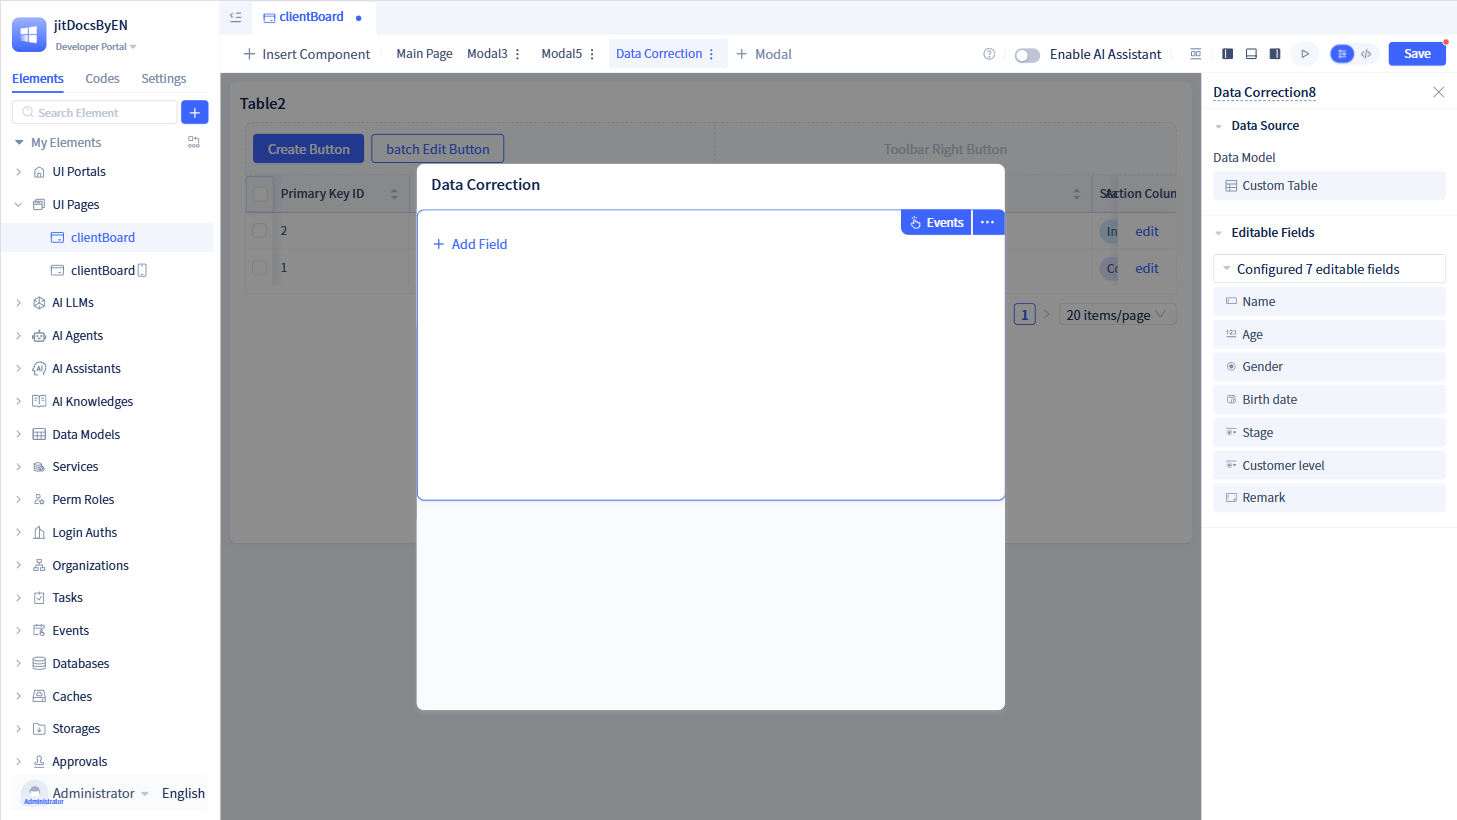 jitDocsByEN
Developer Portal
Elements
Codes
Settings
Search Element
My Elements
UI Portals
UI Pages
clientBoard
clientBoard
AI LLMs
AI Agents
AI Assistants
AI Knowledges
Data Models
Services
Perm Roles
Login Auths
Organizations
Tasks
Events
Databases
Caches
Storages
Approvals
Administrator
Administrator
English
clientBoard
Insert Component
Main Page
Modal3
Modal5
Data Correction
Modal
Enable AI Assistant
Save
Table2
Create Button
batch Edit Button
Toolbar Right Button
Primary Key ID
Action Colum
2
In
edit
1
Co
edit
1
20 items/page
Data Correction
Events
Add Field
Data Correction8
Data Source
Data Model
Custom Table
Editable Fields
Configured 7 editable fields
Name
Age
Gender
Birth date
Stage
Customer level
Remark